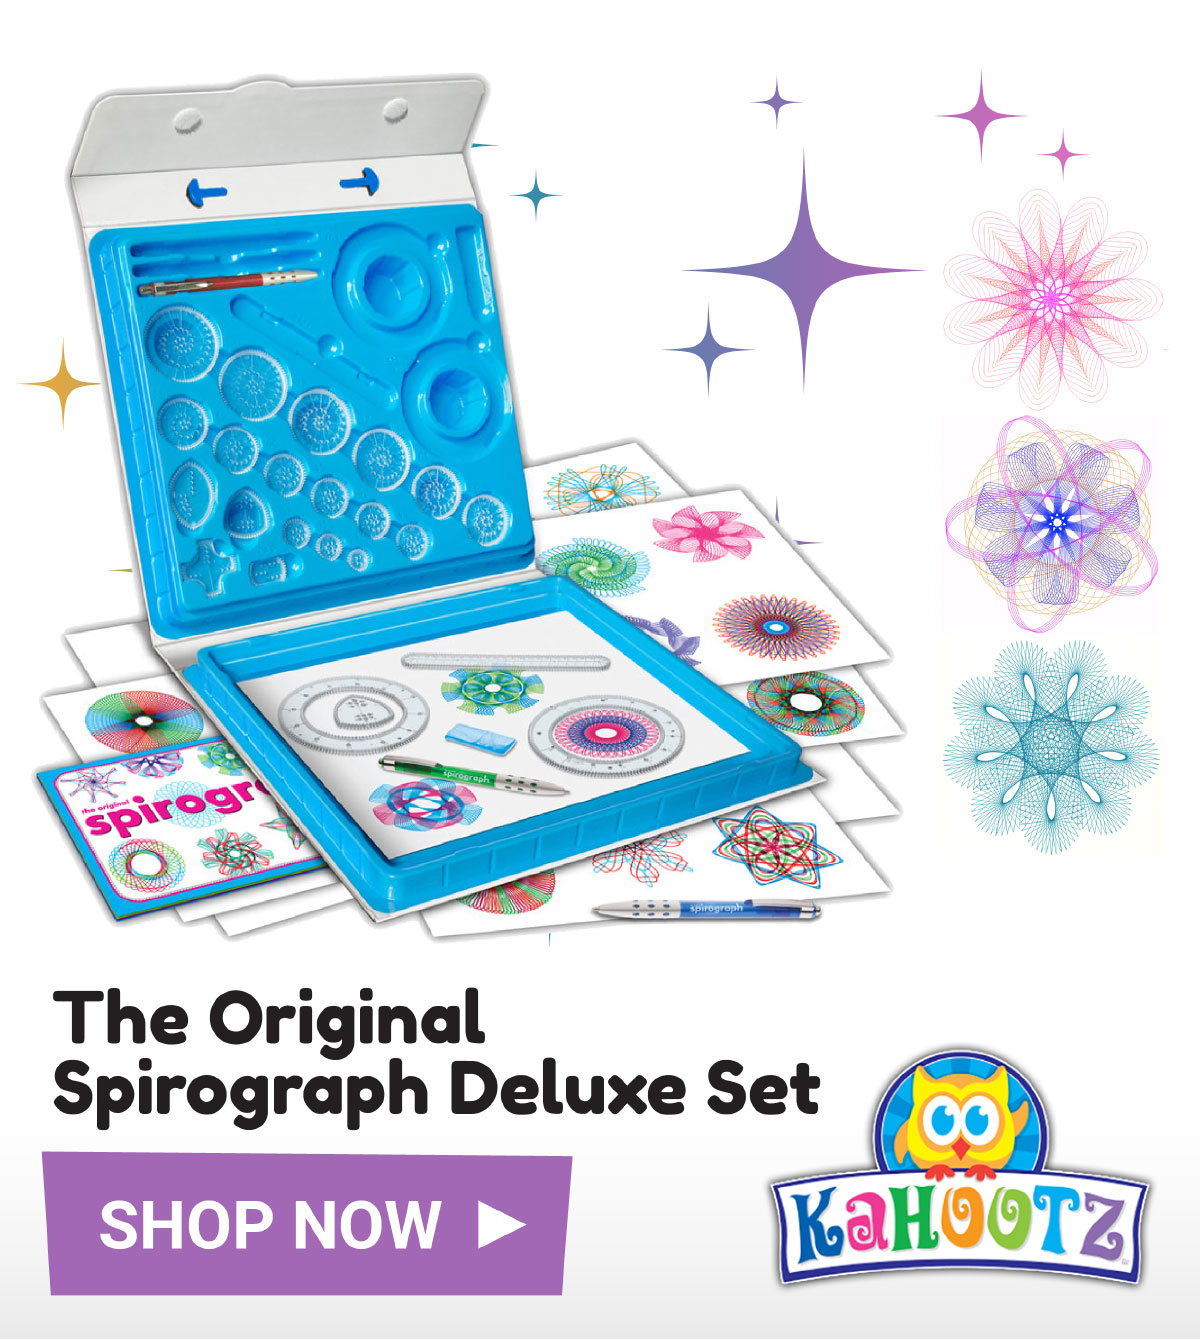 the original
spirogr
spirograph
spirograph
The Original
Spirograph Deluxe Set
SHOP NOW
KaHOOTZ